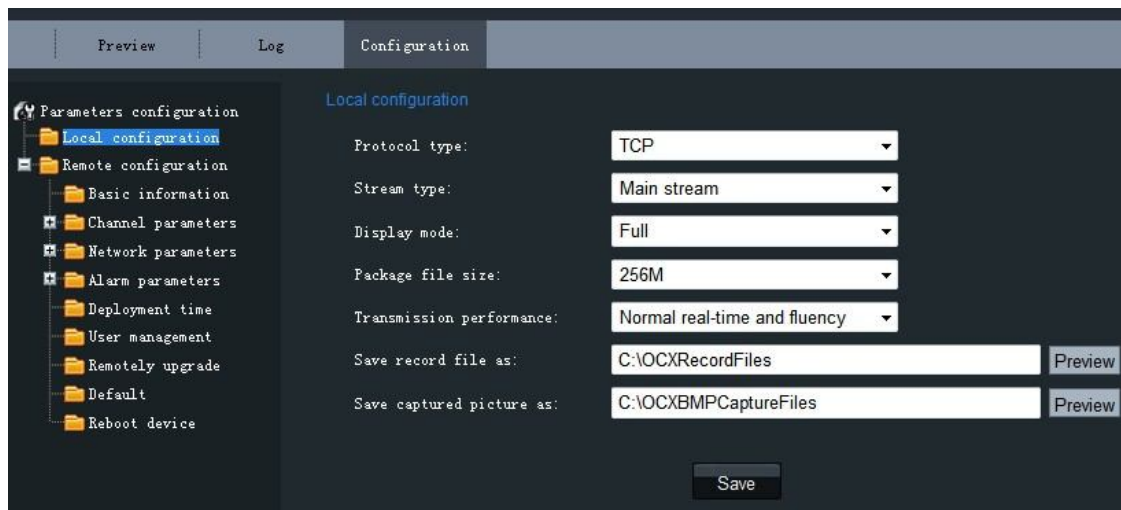 Preview Log Configuration
Parameters configuration
Local configuration
Remote configuration
Basic information
Channel parameters
Network parameters
Alarm parameters
Deployment time
User management
Remotely upgrade
Default
Reboot device
Local configuration
Protocol type: TCP
Stream type: Main stream
Display mode: Full
Package file size: 256M
Transmission performance: Normal real-time and fluency
Save record file as: C:\OCXRecordFiles Preview
Save captured picture as: C:\OCXBMPCaptureFiles Preview
Save